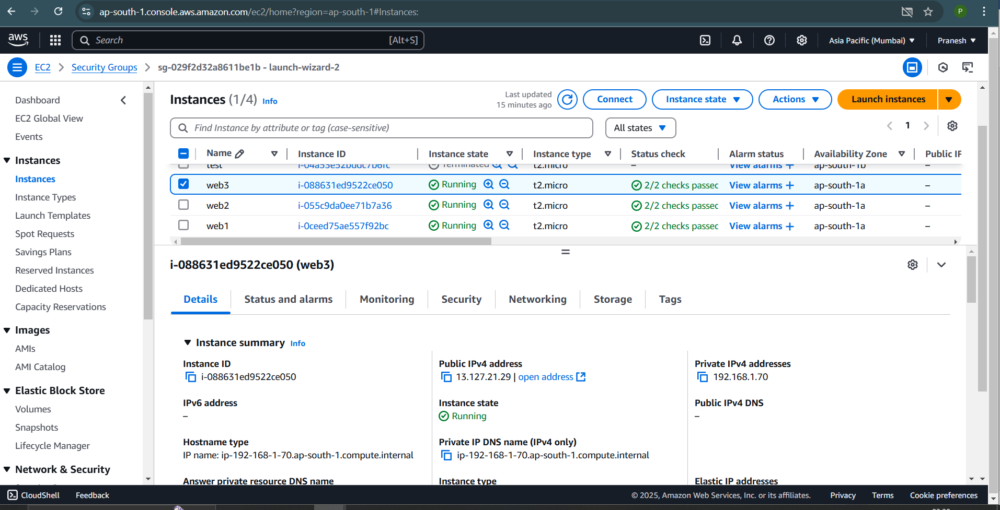 ap-south-1.console.aws.amazon.com/ec2/home?region=ap-south-1#Instances:
P
aws
Search
[Alt+S]
Asia Pacific (Mumbai)
Pranesh
EC2
Security Groups
sg-029f2d32a8611be1b - launch-wizard-2
Dashboard
EC2 Global View
Events
Instances
Instances
Instance Types
Launch Templates
Spot Requests
Savings Plans
Reserved Instances
Dedicated Hosts
Capacity Reservations
Images
AMIs
AMI Catalog
Elastic Block Store
Volumes
Snapshots
Lifecycle Manager
Network & Security
Instances (1/4) Info
Last updated
15 minutes ago
Connect
Instance state
Actions
Launch instances
Find Instance by attribute or tag (case-sensitive)
All states
1
Name Instance ID Instance state Instance type Status check Alarm status Availability Zone Public IP
test i-04a53e52bddc7b6fc Terminated t2.micro – View alarms + ap-south-1b –
web3 i-088631ed9522ce050 Running t2.micro 2/2 checks passec View alarms + ap-south-1a –
web2 i-055c9da0ee71b7a36 Running t2.micro 2/2 checks passec View alarms + ap-south-1a –
web1 i-0ceed75ae557f92bc Running t2.micro 2/2 checks passec View alarms + ap-south-1a –
i-088631ed9522ce050 (web3)
Details
Status and alarms
Monitoring
Security
Networking
Storage
Tags
Instance summary Info
Instance ID
i-088631ed9522ce050
Public IPv4 address
13.127.21.29 | open address
Private IPv4 addresses
192.168.1.70
IPv6 address
–
Instance state
Running
Public IPv4 DNS
–
Hostname type
IP name: ip-192-168-1-70.ap-south-1.compute.internal
Private IP DNS name (IPv4 only)
ip-192-168-1-70.ap-south-1.compute.internal
Answer private resource DNS name
Instance type
Elastic IP addresses
CloudShell
Feedback
© 2025, Amazon Web Services, Inc. or its affiliates.
Privacy
Terms
Cookie preferences